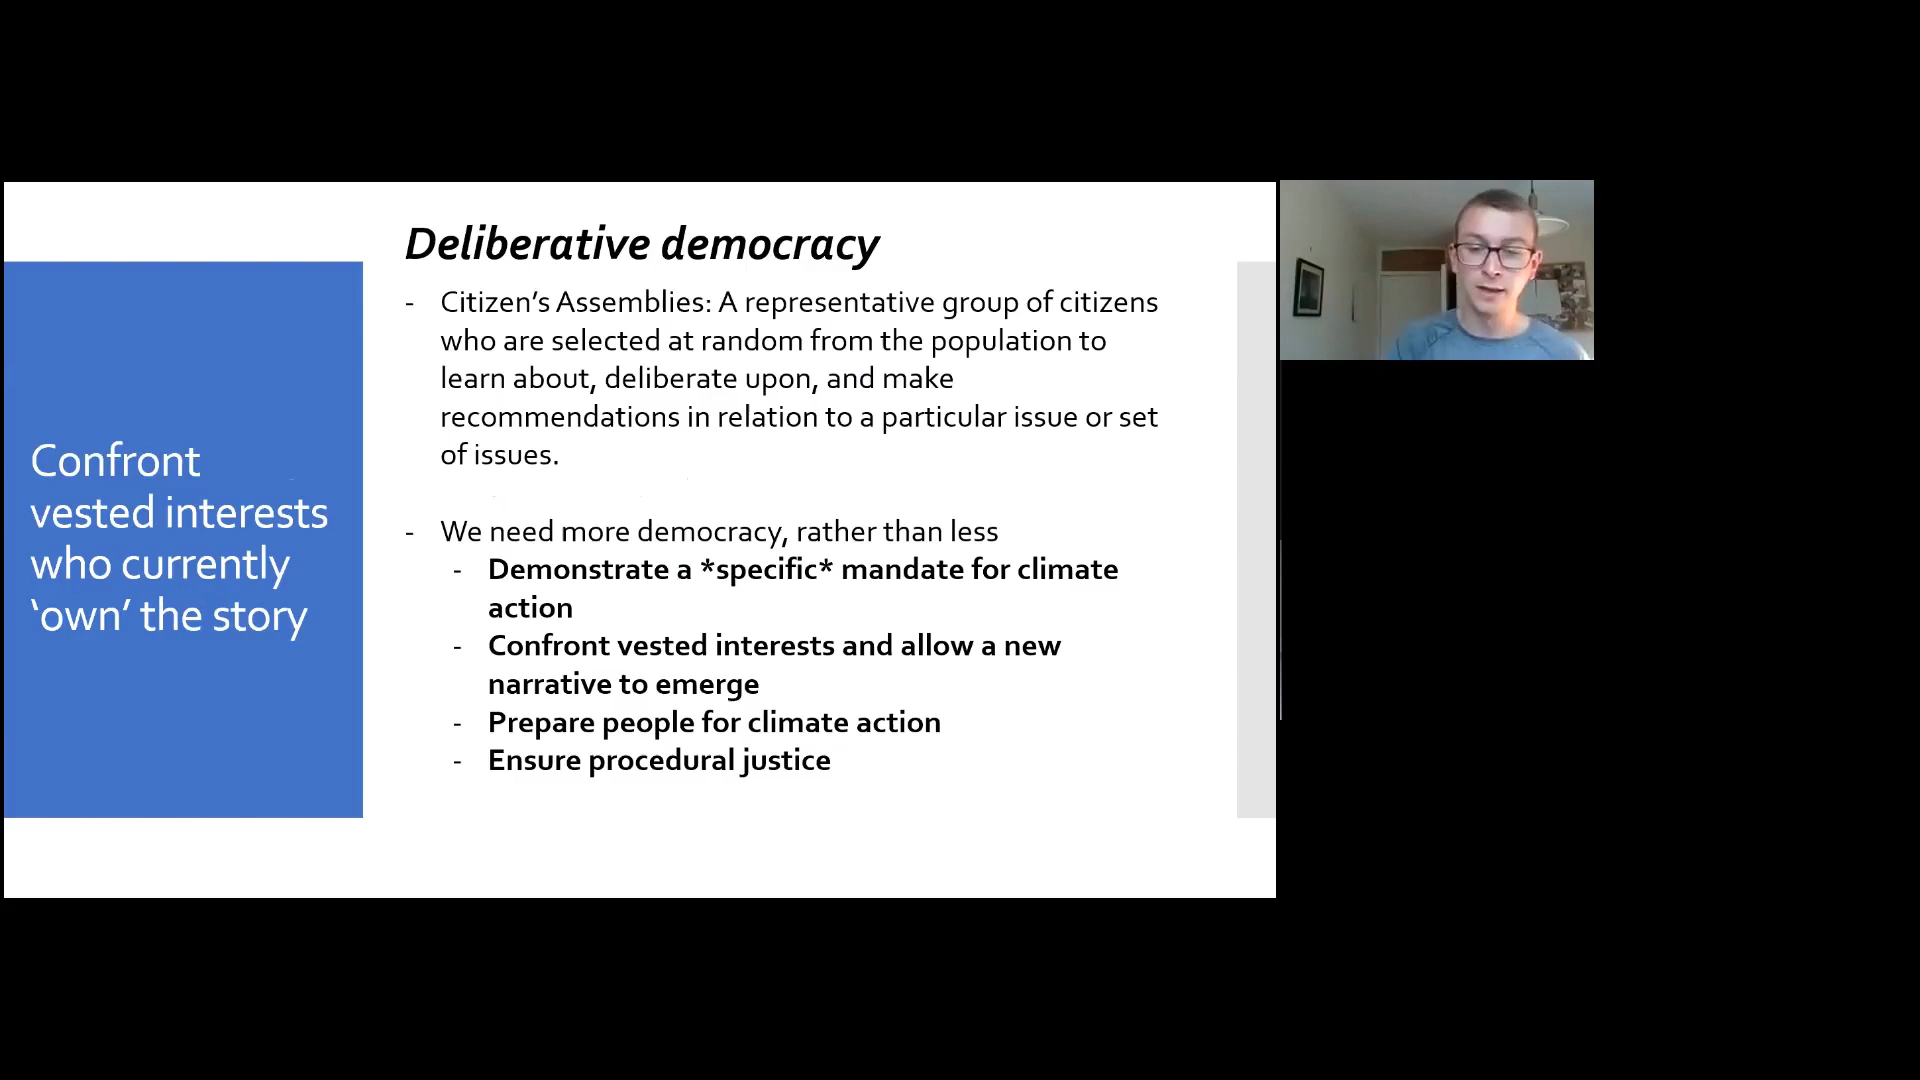 Deliberative democracy
- Citizen’s Assemblies: A representative group of citizens
who are selected at random from the population to
learn about, deliberate upon, and make
recommendations in relation to a particular issue or set
of issues.
- We need more democracy, rather than less
- Demonstrate a *specific* mandate for climate
action
- Confront vested interests and allow a new
narrative to emerge
- Prepare people for climate action
- Ensure procedural justice
Confront
vested interests
who currently
‘own’ the story